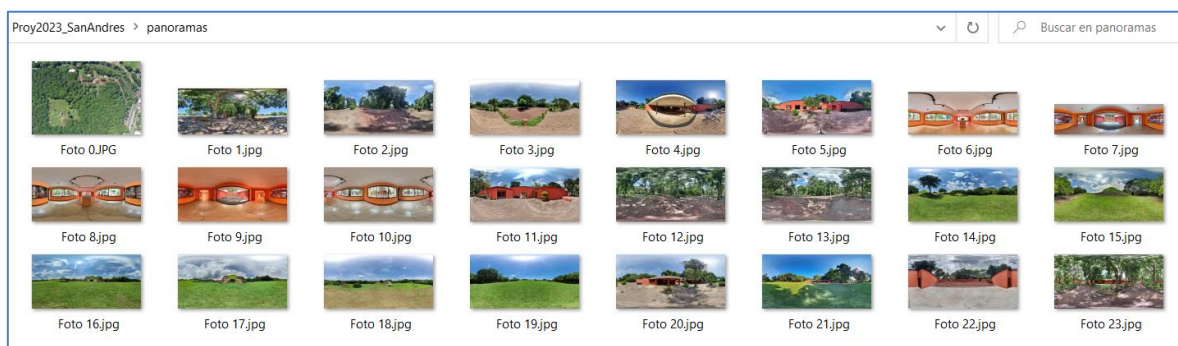 Proy2023_SanAndres > panoramas
Buscar en panoramas
Foto 0.JPG
Foto 1.jpg
Foto 2.jpg
Foto 3.jpg
Foto 4.jpg
Foto 5.jpg
Foto 6.jpg
Foto 7.jpg
Foto 8.jpg
Foto 9.jpg
Foto 10.jpg
Foto 11.jpg
Foto 12.jpg
Foto 13.jpg
Foto 14.jpg
Foto 15.jpg
Foto 16.jpg
Foto 17.jpg
Foto 18.jpg
Foto 19.jpg
Foto 20.jpg
Foto 21.jpg
Foto 22.jpg
Foto 23.jpg